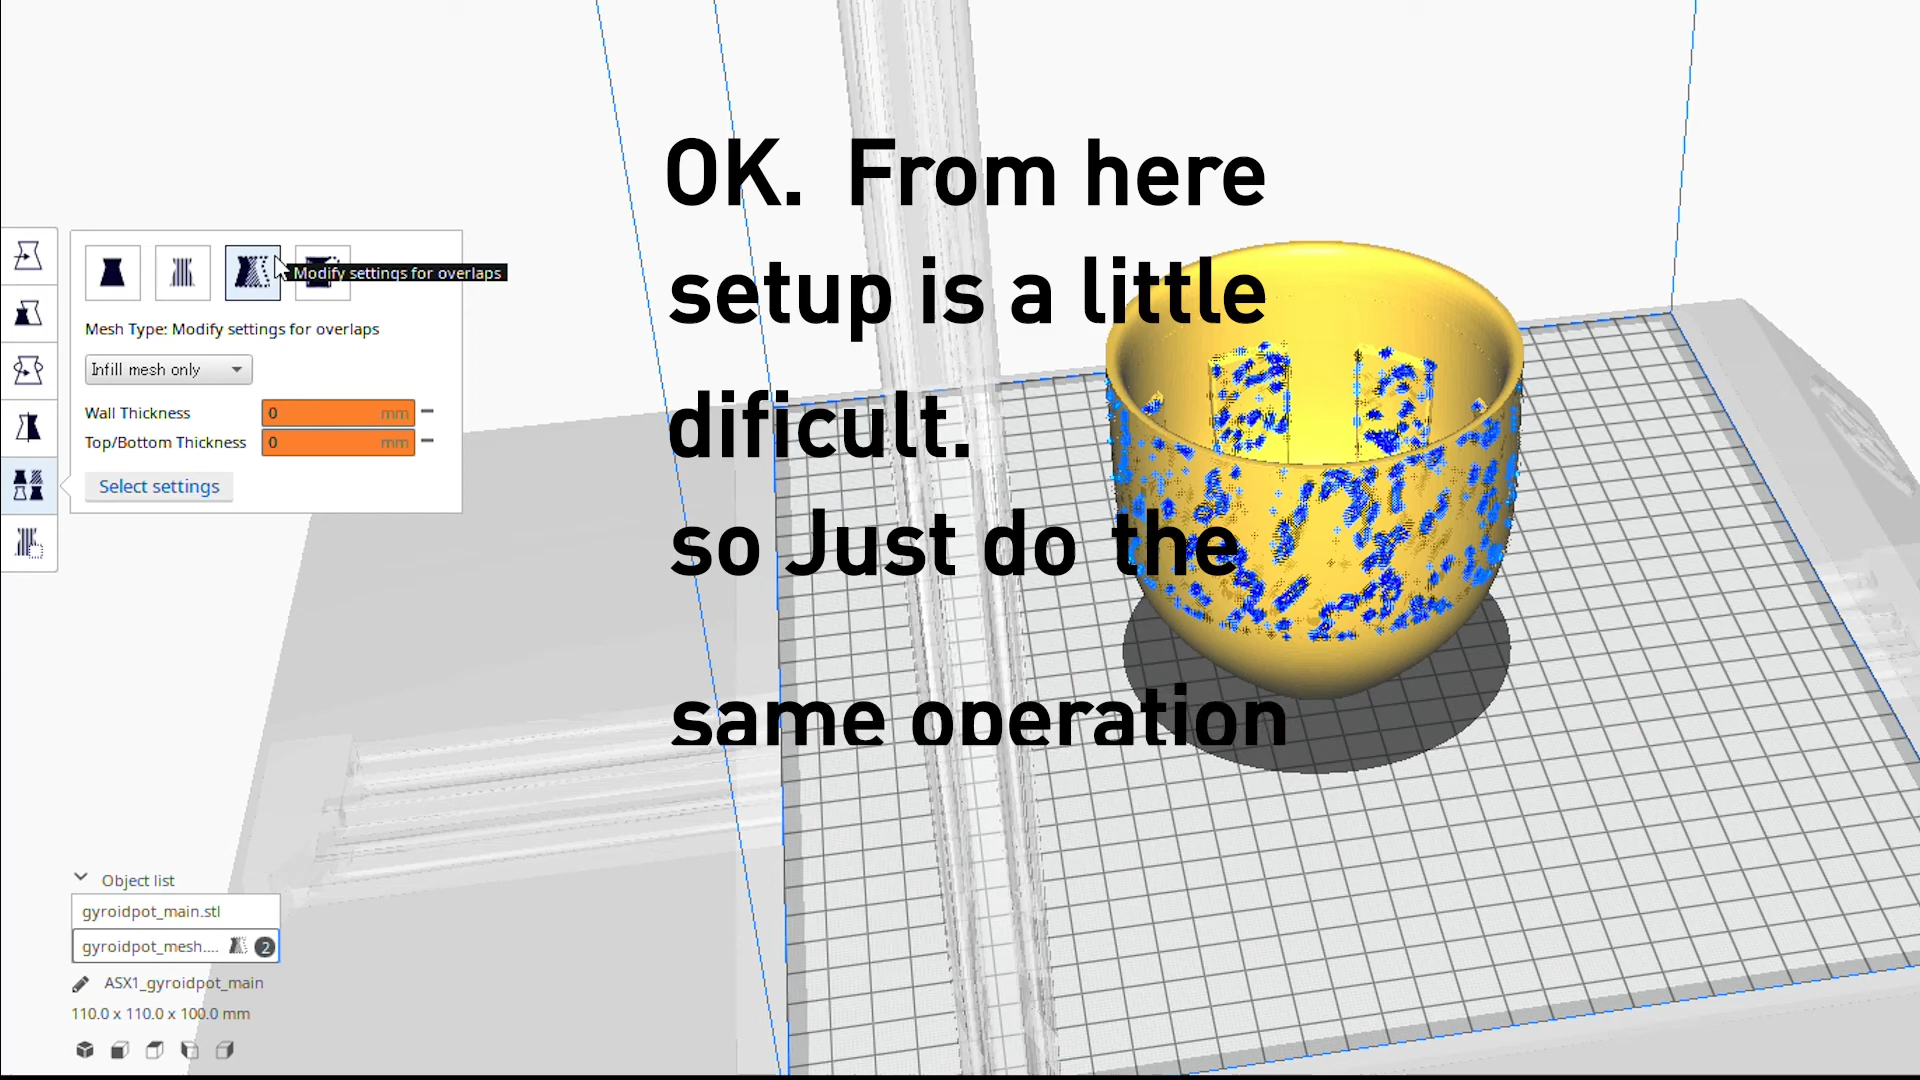 OK. From here
setup is a little
dificult.
so Just do the
same operation
Modify settings for overlaps
Mesh Type: Modify settings for overlaps
Infill mesh only
Wall Thickness
0 mm
Top/Bottom Thickness
0 mm
Select settings
Object list
gyroidpot_main.stl
gyroidpot_mesh.... 2
ASX1_gyroidpot_main
110.0 x 110.0 x 100.0 mm